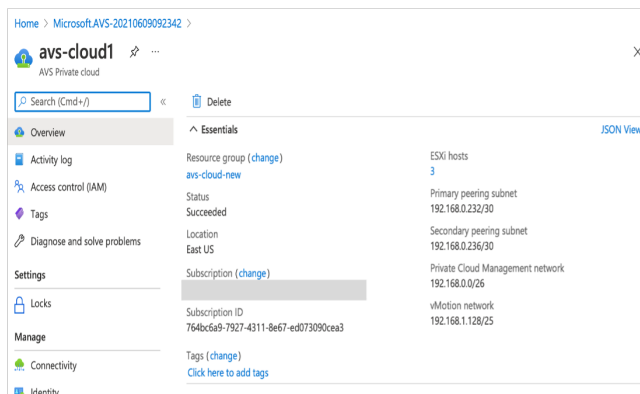 Home > Microsoft.AVS-20210609092342 >
avs-cloud1 ...
AVS Private cloud
Search (Cmd+/) «
Overview
Activity log
Access control (IAM)
Tags
Diagnose and solve problems
Settings
Locks
Manage
Connectivity
Identity
Delete
Essentials
JSON View
Resource group (change)
avs-cloud-new
Status
Succeeded
Location
East US
Subscription (change)
Subscription ID
764bc6a9-7927-4311-8e67-ed073090cea3
Tags (change)
Click here to add tags
ESXi hosts
3
Primary peering subnet
192.168.0.232/30
Secondary peering subnet
192.168.0.236/30
Private Cloud Management network
192.168.0.0/26
vMotion network
192.168.1.128/25